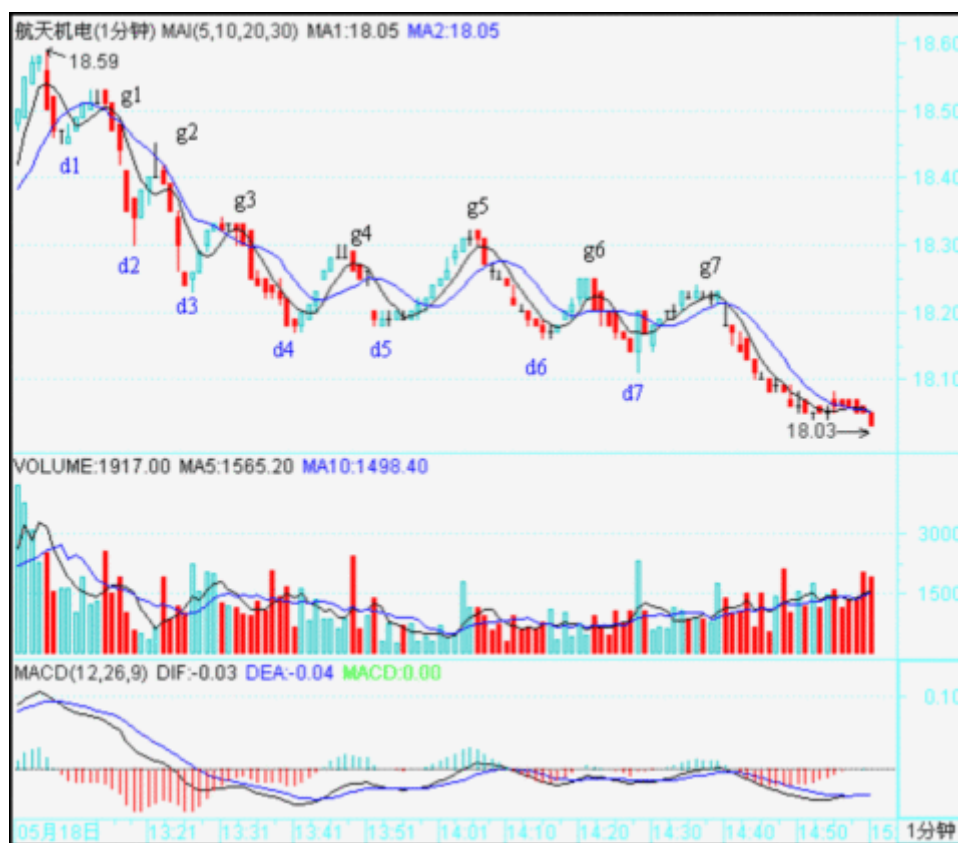 航天机电(1分钟) MAI(5,10,20,30) MA1:18.05 MA2:18.05
18.60
18.59
g1
18.50
g2
d1
18.40
g3
g5
g4
d2
18.30
g6
g7
d3
18.20
d4
d5
d6
d7
18.10
18.03
VOLUME:1917.00 MA5:1565.20 MA10:1498.40
3000
1500
MACD(12,26,9) DIF:-0.03 DEA:-0.04 MACD:0.00
0.10
05月18日 13:21 13:31 13:41 13:51 14:01 14:10 14:20 14:30 14:40 14:50 15: 1分钟